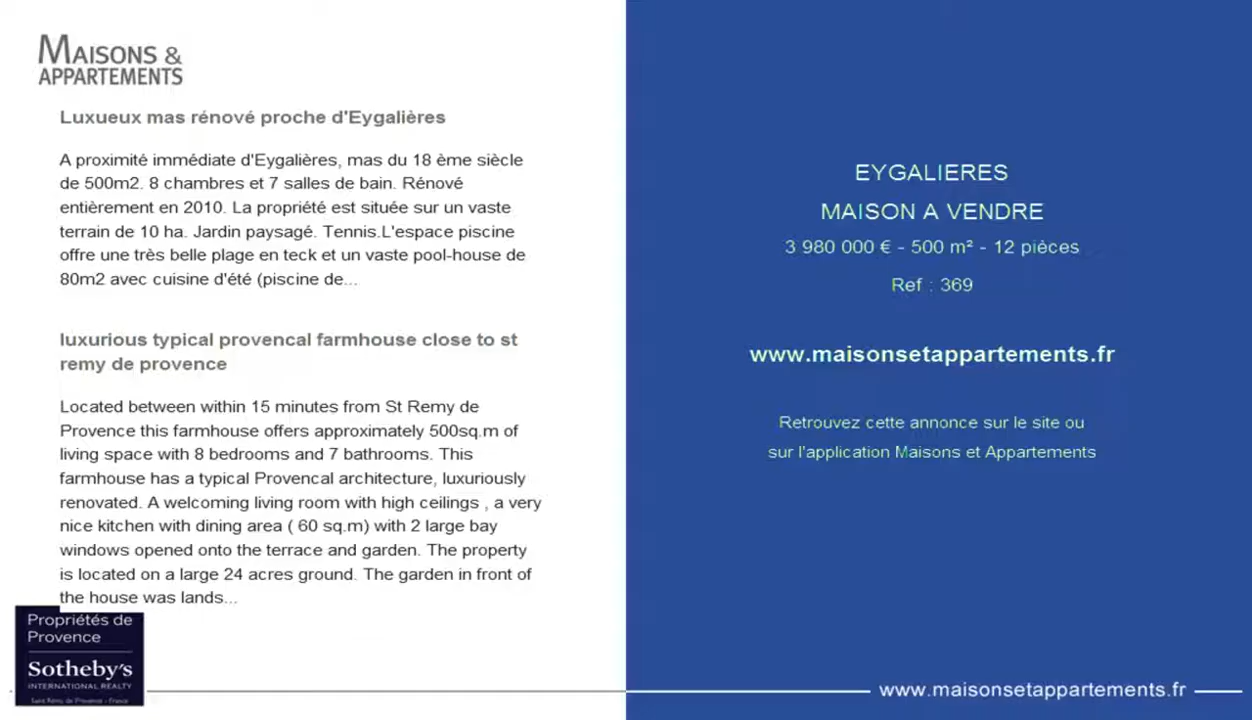 MAISONS &
APPARTEMENTS
Luxueux mas rénové proche d'Eygalières
A proximité immédiate d'Eygalières, mas du 18 ème siècle
de 500m2. 8 chambres et 7 salles de bain. Rénové
entièrement en 2010. La propriété est située sur un vaste
terrain de 10 ha. Jardin paysagé. Tennis.L'espace piscine
offre une très belle plage en teck et un vaste pool-house de
80m2 avec cuisine d'été (piscine de...
luxurious typical provencal farmhouse close to st
remy de provence
Located between within 15 minutes from St Remy de
Provence this farmhouse offers approximately 500sq.m of
living space with 8 bedrooms and 7 bathrooms. This
farmhouse has a typical Provencal architecture, luxuriously
renovated. A welcoming living room with high ceilings , a very
nice kitchen with dining area ( 60 sq.m) with 2 large bay
windows opened onto the terrace and garden. The property
is located on a large 24 acres ground. The garden in front of
the house was lands...
Propriétés de
Provence
Sotheby's
INTERNATIONAL REALTY
Saint Rémy de Provence - France
EYGALIERES
MAISON A VENDRE
3 980 000 € - 500 m² - 12 pièces
Ref : 369
www.maisonsetappartements.fr
Retrouvez cette annonce sur le site ou
sur l'application Maisons et Appartements
www.maisonsetappartements.fr